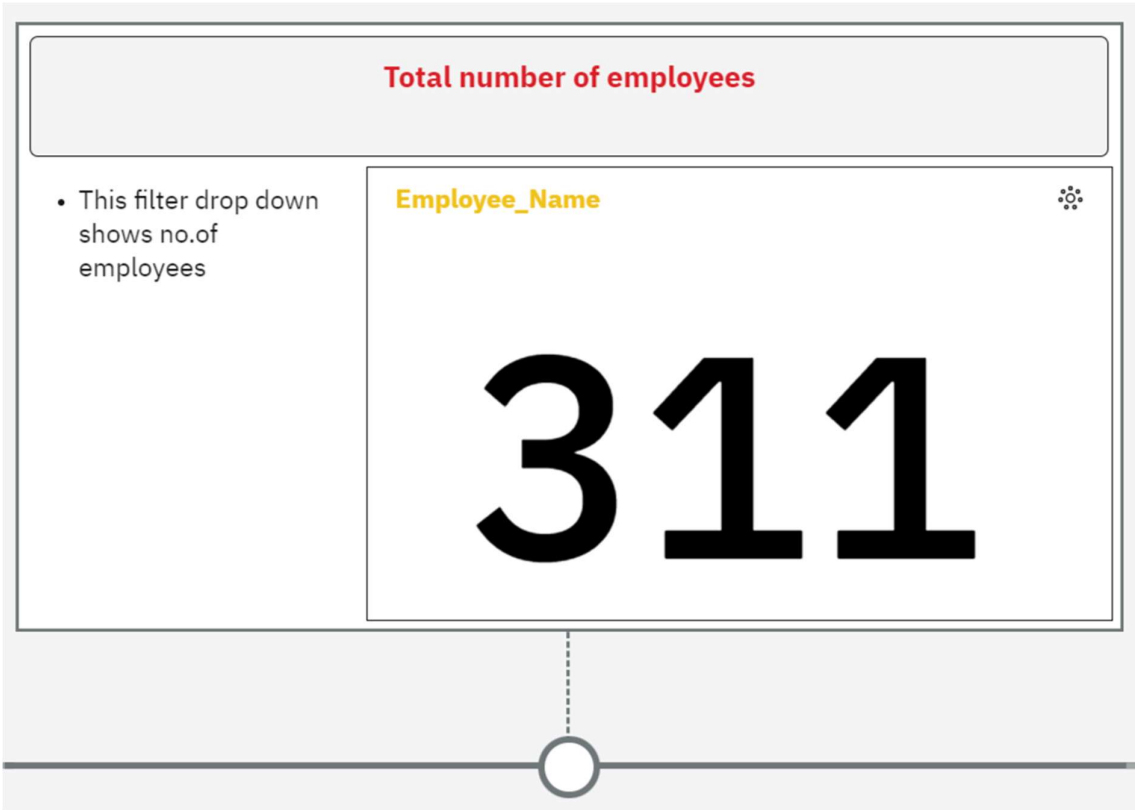 Total number of employees
• This filter drop down
shows no.of
employees
Employee_Name
311